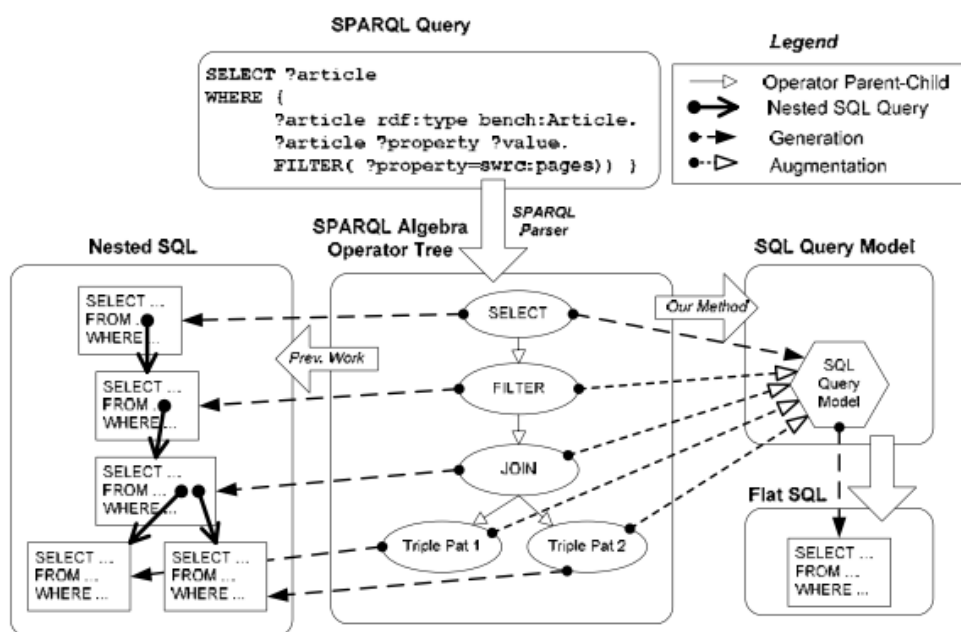 SPARQL Query
SELECT ?article
WHERE {
?article rdf:type bench:Article.
?article ?property ?value.
FILTER( ?property=swrc:pages)) }
Legend
Operator Parent-Child
Nested SQL Query
Generation
Augmentation
SPARQL
Parser
Nested SQL
SPARQL Algebra
Operator Tree
SQL Query Model
SELECT ...
FROM ...
WHERE ...
SELECT ...
FROM ...
WHERE ...
SELECT ...
FROM ...
WHERE ...
SELECT ...
FROM ...
WHERE ...
SELECT ...
FROM ...
WHERE ...
Prev. Work
SELECT
FILTER
JOIN
Triple Pat 1
Triple Pat 2
Our Method
SQL
Query
Model
Flat SQL
SELECT ...
FROM ...
WHERE ...